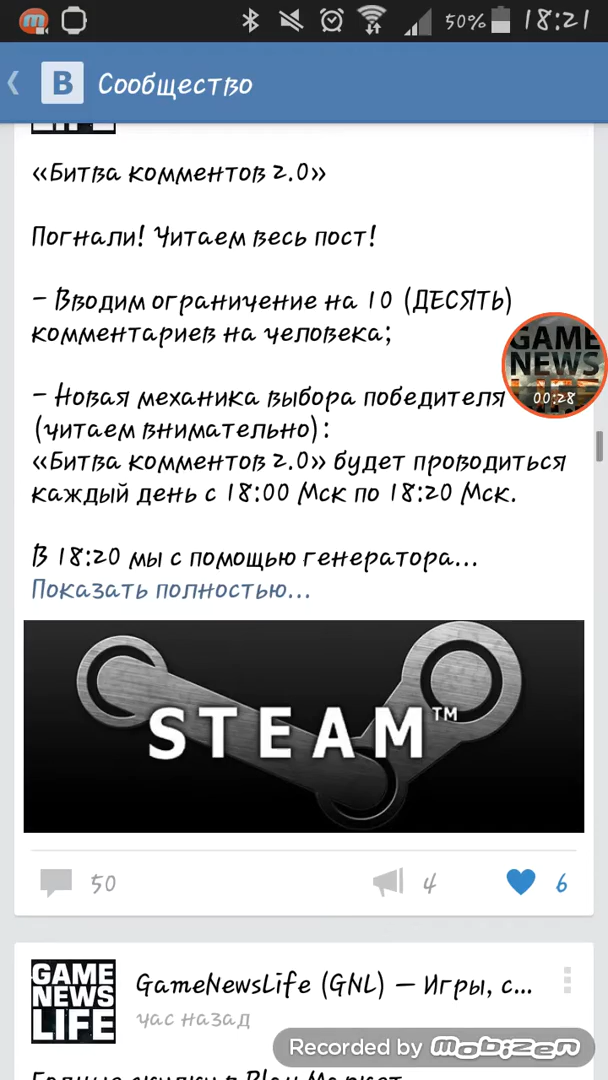 50% 18:21
В Сообщество
LIFE
«Битва комментов 2.0»
Погнали! Читаем весь пост!
– Вводим ограничение на 10 (ДЕСЯТЬ)
комментариев на человека;
– Новая механика выбора победителя
(читаем внимательно):
«Битва комментов 2.0» будет проводиться
каждый день с 18:00 Мск по 18:20 Мск.
В 18:20 мы с помощью генератора...
Показать полностью...
GAME
NEWS
00:28
STEAM™
50 4 6
GAME
NEWS
LIFE
GameNewsLife (GNL) — Игры, с...
час назад
Recorded by Mobizen